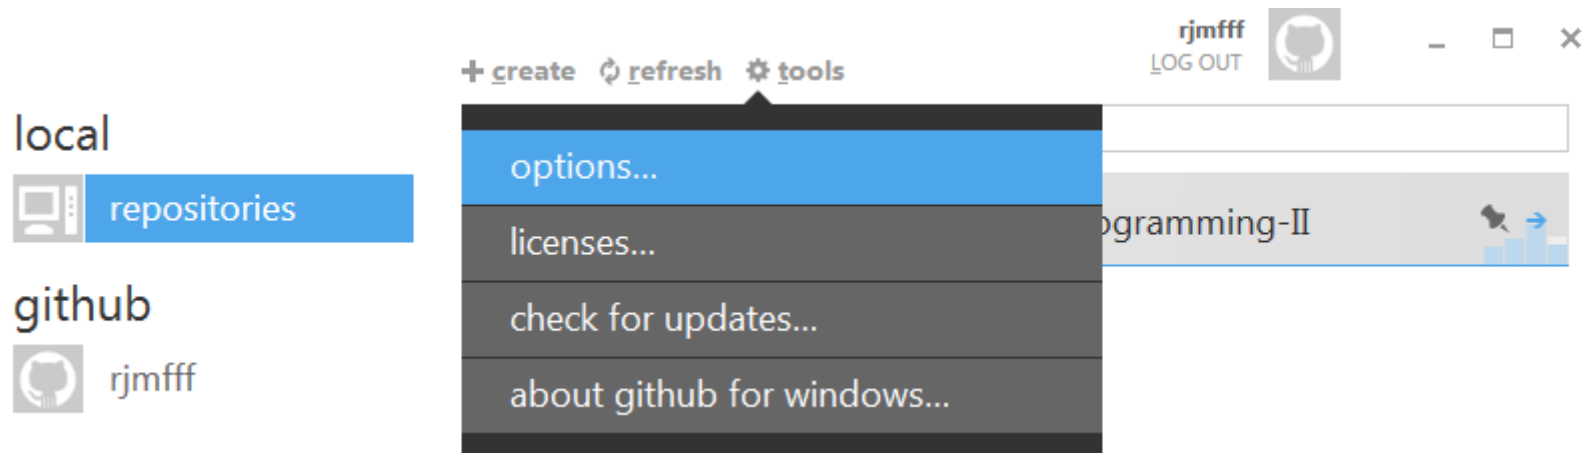 rjmfff
LOG OUT
create refresh tools
local
repositories
github
rjmfff
options...
licenses...
check for updates...
about github for windows...
ogramming-II